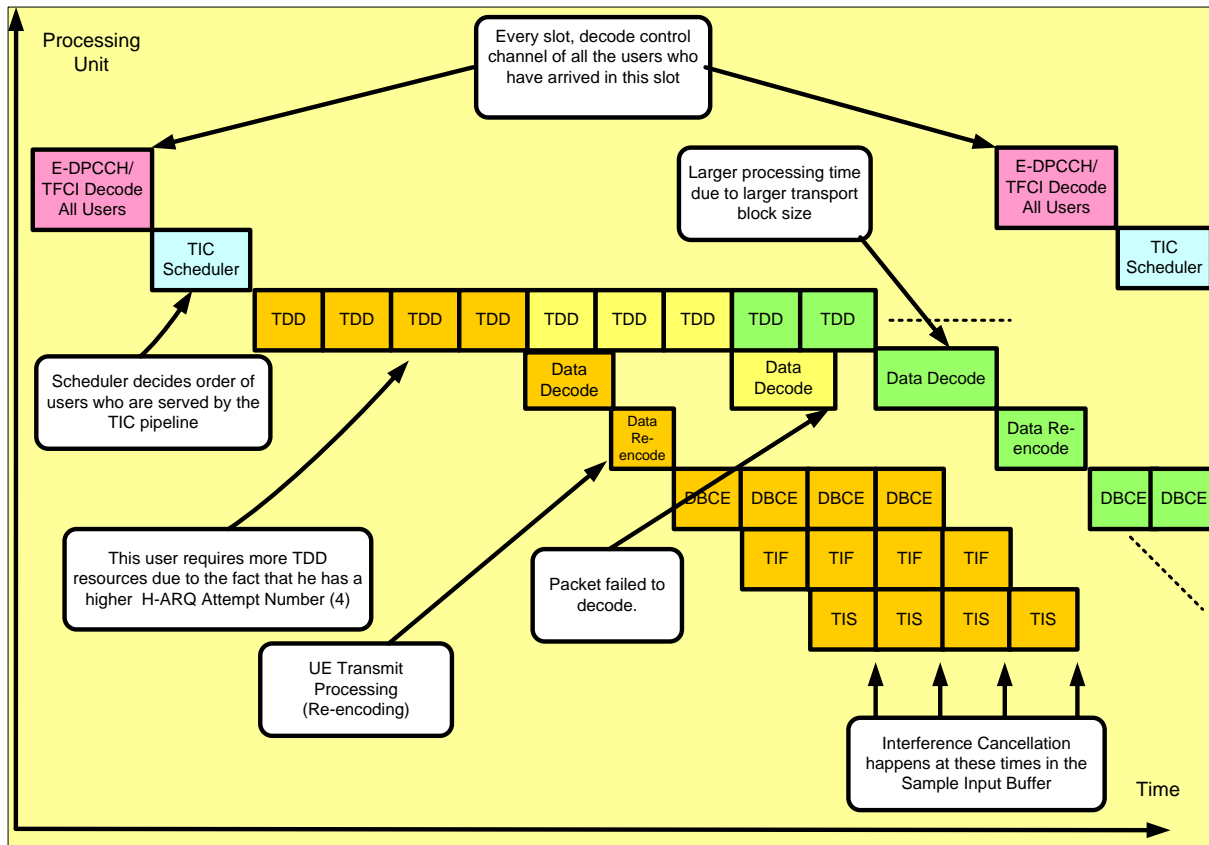 Processing
Unit
Every slot, decode control
channel of all the users who
have arrived in this slot
E-DPCCH/
TFCI Decode
All Users
Larger processing time
due to larger transport
block size
E-DPCCH/
TFCI Decode
All Users
TIC
Scheduler
TIC
Scheduler
TDD TDD TDD TDD TDD TDD TDD TDD TDD
Scheduler decides order of
users who are served by the
TIC pipeline
Data
Decode
Data
Decode
Data Decode
Data
Re-
encode
Data Re-
encode
DBCE DBCE DBCE DBCE
DBCE DBCE
This user requires more TDD
resources due to the fact that he has a
higher H-ARQ Attempt Number (4)
Packet failed to
decode.
TIF TIF TIF TIF
TIS TIS TIS TIS
UE Transmit
Processing
(Re-encoding)
Interference Cancellation
happens at these times in the
Sample Input Buffer
Time